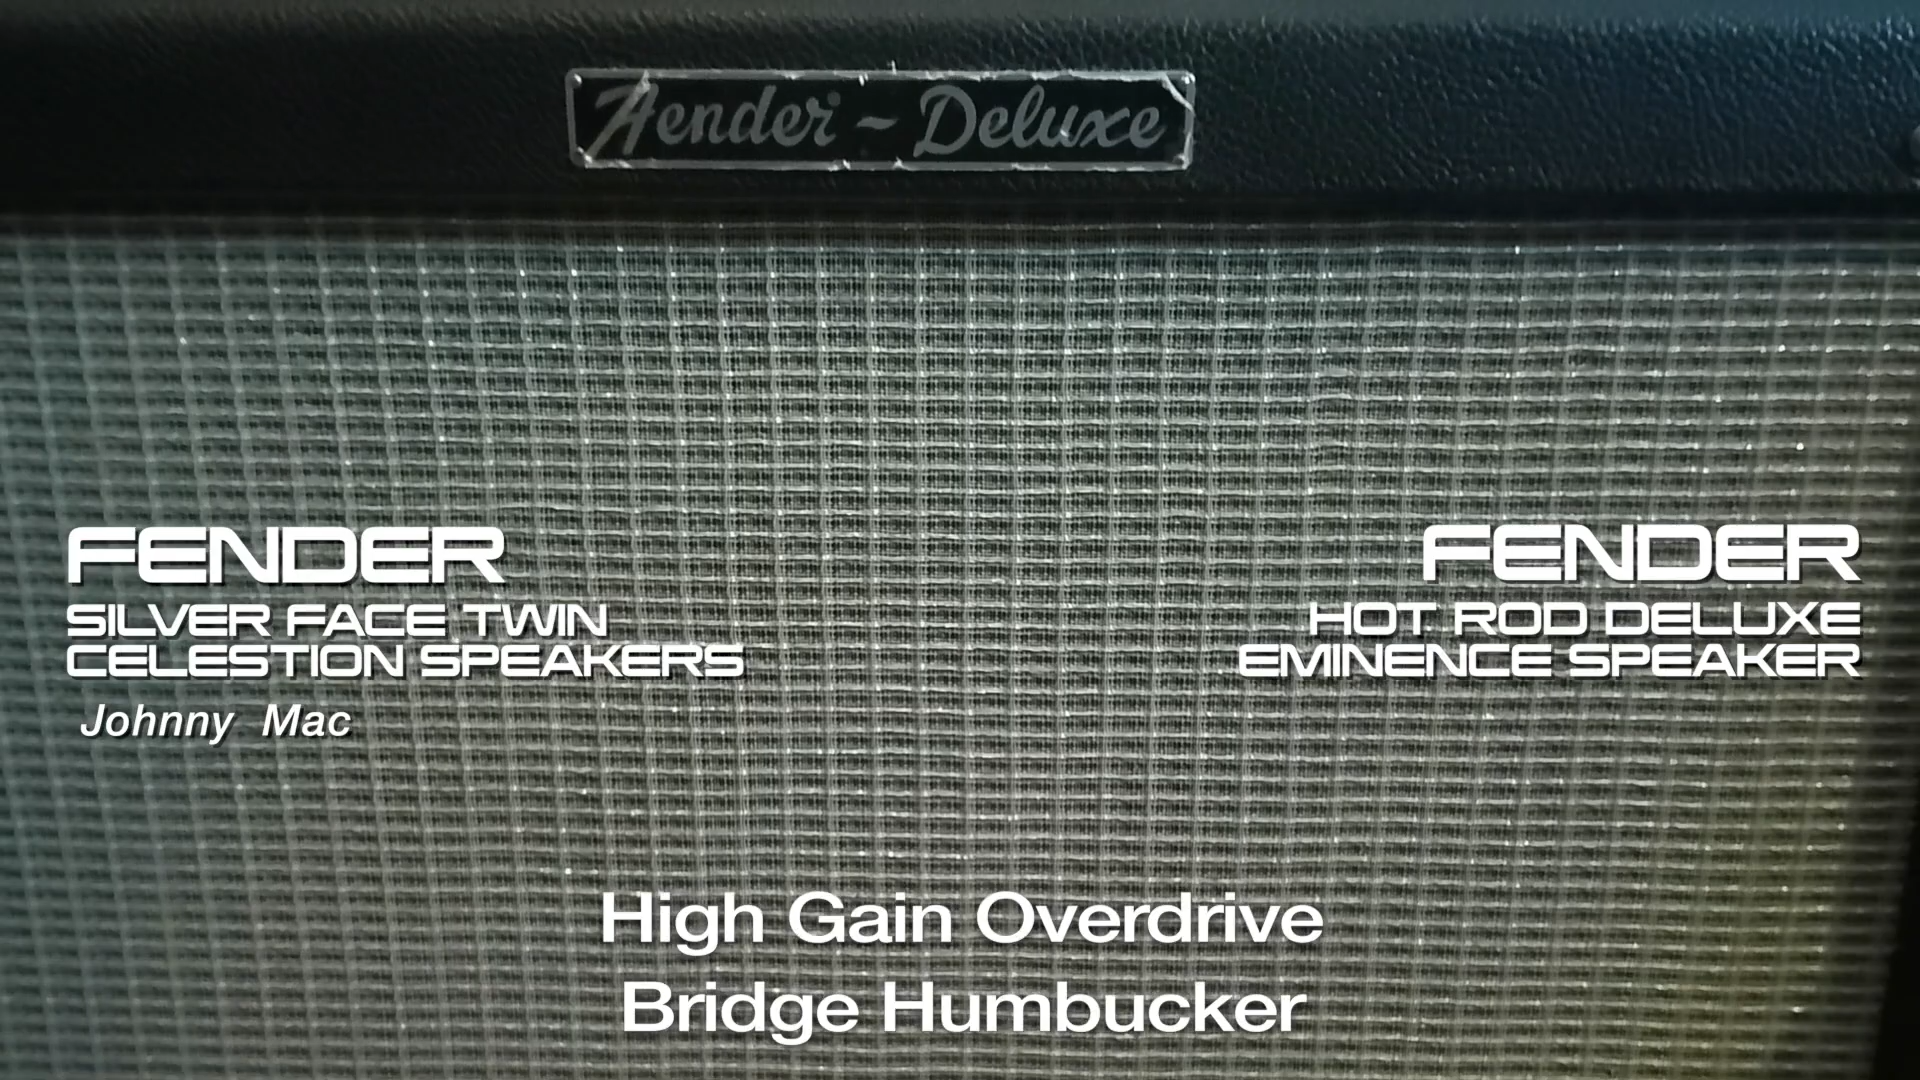 Fender - Deluxe
FENDER
SILVER FACE TWIN
CELESTION SPEAKERS
Johnny Mac
FENDER
HOT ROD DELUXE
EMINENCE SPEAKER
High Gain Overdrive
Bridge Humbucker